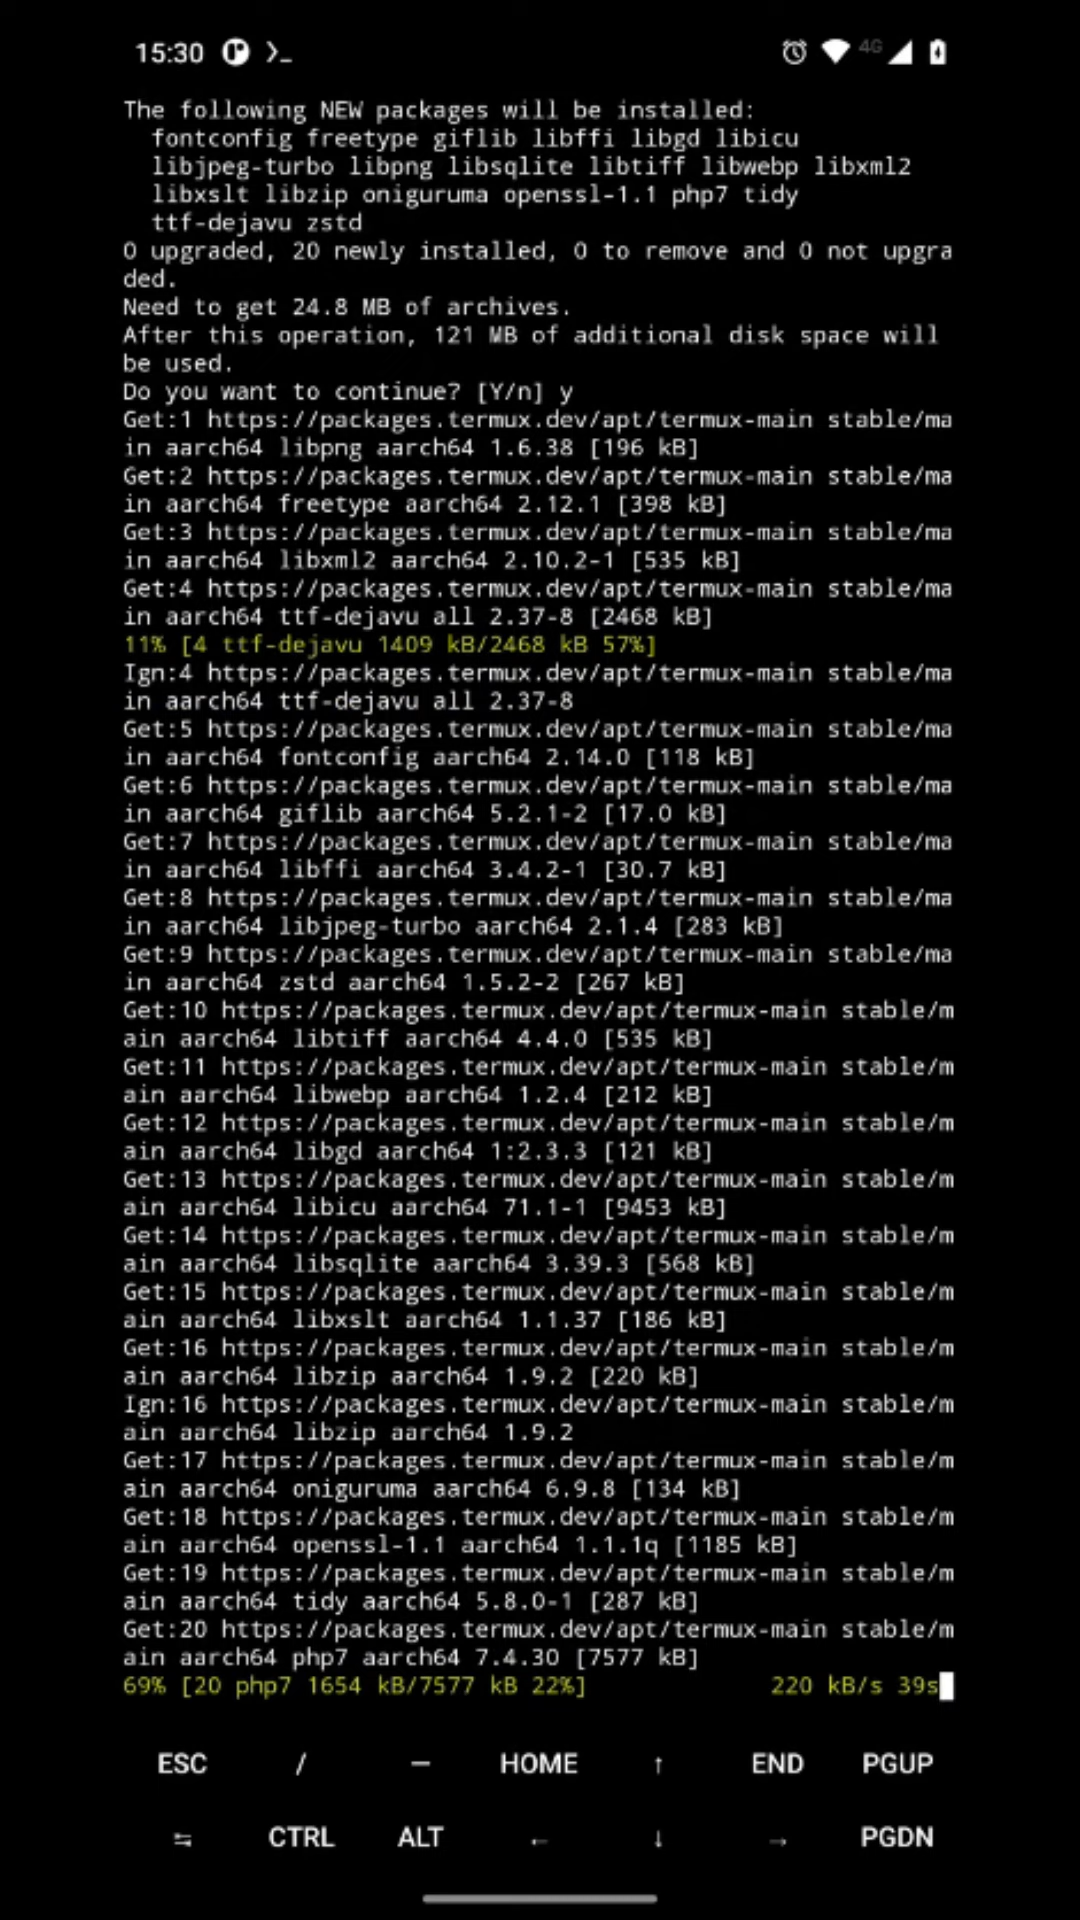 15:30 4G
The following NEW packages will be installed:
fontconfig freetype giflib libffi libgd libicu
libjpeg-turbo libpng libsqlite libtiff libwebp libxml2
libxslt libzip oniguruma openssl-1.1 php7 tidy
ttf-dejavu zstd
0 upgraded, 20 newly installed, 0 to remove and 0 not upgra
ded.
Need to get 24.8 MB of archives.
After this operation, 121 MB of additional disk space will
be used.
Do you want to continue? [Y/n] y
Get:1 https://packages.termux.dev/apt/termux-main stable/ma
in aarch64 libpng aarch64 1.6.38 [196 kB]
Get:2 https://packages.termux.dev/apt/termux-main stable/ma
in aarch64 freetype aarch64 2.12.1 [398 kB]
Get:3 https://packages.termux.dev/apt/termux-main stable/ma
in aarch64 libxml2 aarch64 2.10.2-1 [535 kB]
Get:4 https://packages.termux.dev/apt/termux-main stable/ma
in aarch64 ttf-dejavu all 2.37-8 [2468 kB]
11% [4 ttf-dejavu 1409 kB/2468 kB 57%]
Ign:4 https://packages.termux.dev/apt/termux-main stable/ma
in aarch64 ttf-dejavu all 2.37-8
Get:5 https://packages.termux.dev/apt/termux-main stable/ma
in aarch64 fontconfig aarch64 2.14.0 [118 kB]
Get:6 https://packages.termux.dev/apt/termux-main stable/ma
in aarch64 giflib aarch64 5.2.1-2 [17.0 kB]
Get:7 https://packages.termux.dev/apt/termux-main stable/ma
in aarch64 libffi aarch64 3.4.2-1 [30.7 kB]
Get:8 https://packages.termux.dev/apt/termux-main stable/ma
in aarch64 libjpeg-turbo aarch64 2.1.4 [283 kB]
Get:9 https://packages.termux.dev/apt/termux-main stable/ma
in aarch64 zstd aarch64 1.5.2-2 [267 kB]
Get:10 https://packages.termux.dev/apt/termux-main stable/m
ain aarch64 libtiff aarch64 4.4.0 [535 kB]
Get:11 https://packages.termux.dev/apt/termux-main stable/m
ain aarch64 libwebp aarch64 1.2.4 [212 kB]
Get:12 https://packages.termux.dev/apt/termux-main stable/m
ain aarch64 libgd aarch64 1:2.3.3 [121 kB]
Get:13 https://packages.termux.dev/apt/termux-main stable/m
ain aarch64 libicu aarch64 71.1-1 [9453 kB]
Get:14 https://packages.termux.dev/apt/termux-main stable/m
ain aarch64 libsqlite aarch64 3.39.3 [568 kB]
Get:15 https://packages.termux.dev/apt/termux-main stable/m
ain aarch64 libxslt aarch64 1.1.37 [186 kB]
Get:16 https://packages.termux.dev/apt/termux-main stable/m
ain aarch64 libzip aarch64 1.9.2 [220 kB]
Ign:16 https://packages.termux.dev/apt/termux-main stable/m
ain aarch64 libzip aarch64 1.9.2
Get:17 https://packages.termux.dev/apt/termux-main stable/m
ain aarch64 oniguruma aarch64 6.9.8 [134 kB]
Get:18 https://packages.termux.dev/apt/termux-main stable/m
ain aarch64 openssl-1.1 aarch64 1.1.1q [1185 kB]
Get:19 https://packages.termux.dev/apt/termux-main stable/m
ain aarch64 tidy aarch64 5.8.0-1 [287 kB]
Get:20 https://packages.termux.dev/apt/termux-main stable/m
ain aarch64 php7 aarch64 7.4.30 [7577 kB]
69% [20 php7 1654 kB/7577 kB 22%] 220 kB/s 39s
ESC / — HOME ↑ END PGUP
⇆ CTRL ALT ← ↓ → PGDN